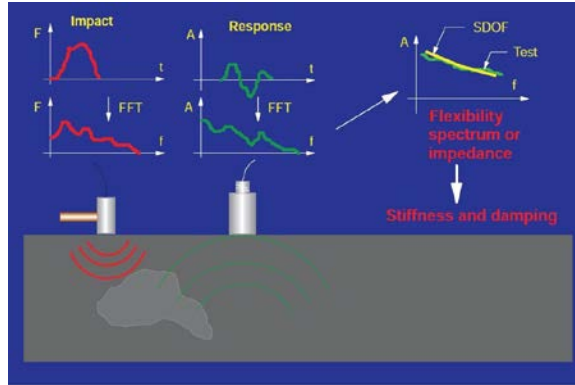 Impact
F
t
FFT
F
f
Response
A
t
FFT
A
f
SDOF
A
Test
f
Flexibility
spectrum or
impedance
Stiffness and damping